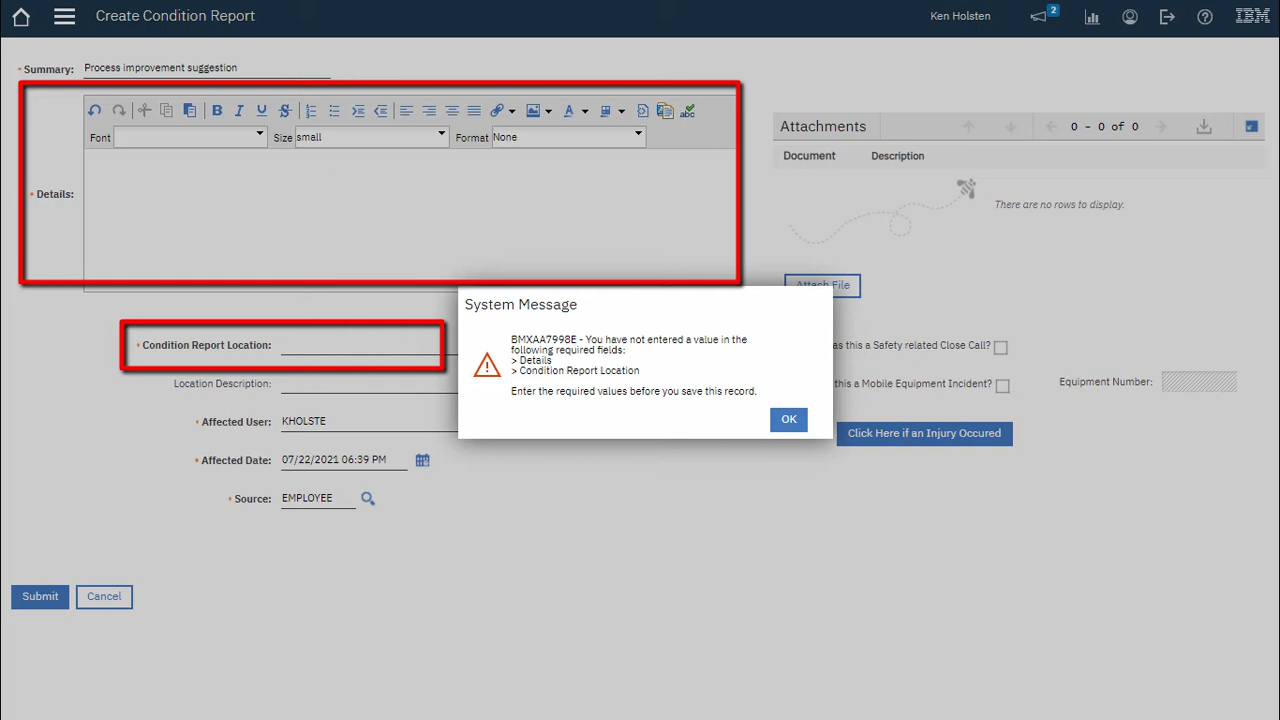 Create Condition Report
Ken Holsten
2
IBM
Summary: Process improvement suggestion
Font
Size small
Format None
Details:
Attachments
0 - 0 of 0
Document Description
There are no rows to display.
Attach File
System Message
BMXAA7998E - You have not entered a value in the
following required fields:
> Details
> Condition Report Location
Enter the required values before you save this record.
OK
Condition Report Location:
as this a Safety related Close Call?
Location Description:
this a Mobile Equipment Incident?
Equipment Number:
Affected User: KHOLSTE
Click Here if an Injury Occured
Affected Date: 07/22/2021 06:39 PM
Source: EMPLOYEE
Submit
Cancel